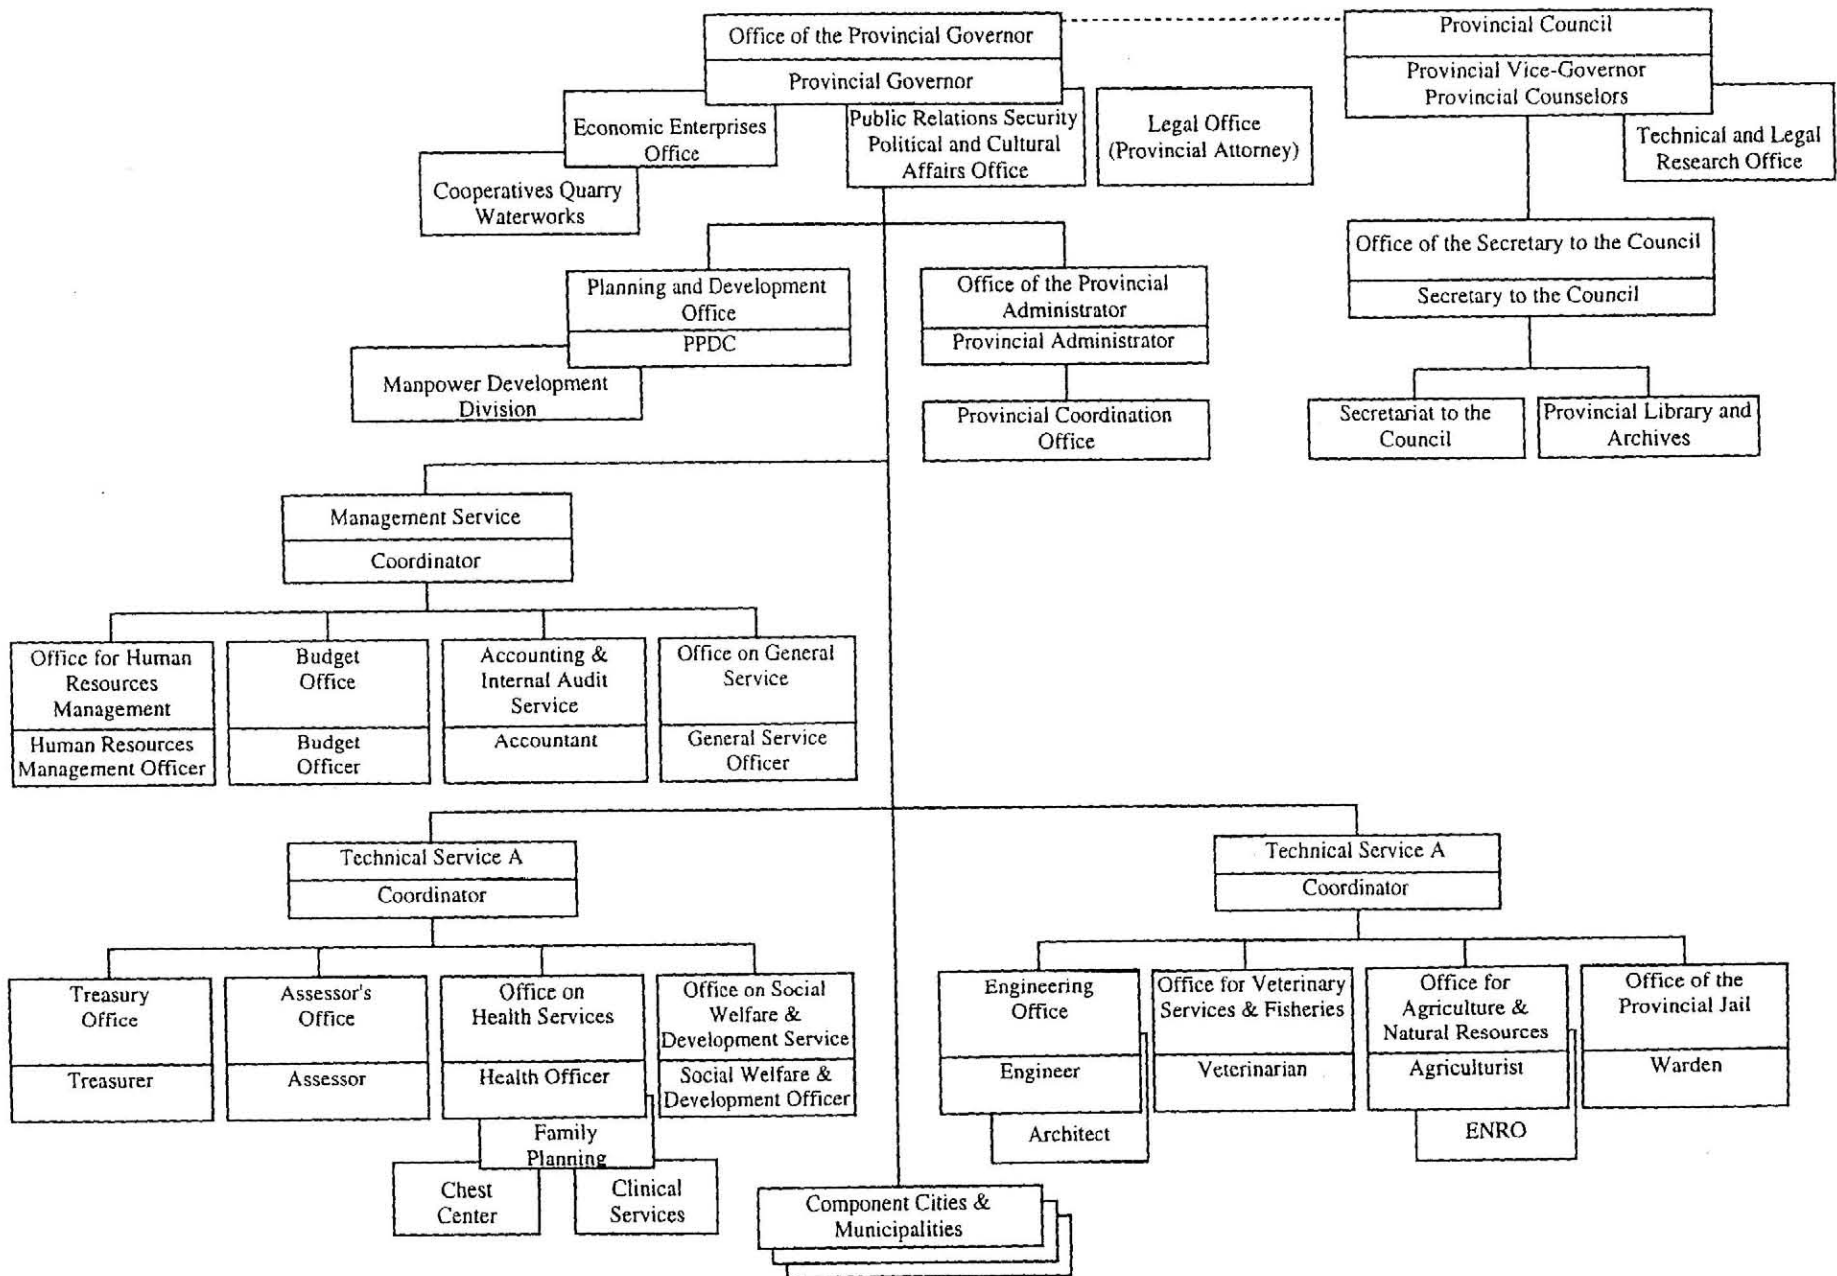 Office of the Provincial Governor
Provincial Governor
Provincial Council
Provincial Vice-Governor
Provincial Counselors
Economic Enterprises
Office
Public Relations Security
Political and Cultural
Affairs Office
Legal Office
(Provincial Attorney)
Technical and Legal
Research Office
Cooperatives Quarry
Waterworks
Office of the Secretary to the Council
Secretary to the Council
Planning and Development
Office
PPDC
Office of the Provincial
Administrator
Provincial Administrator
Manpower Development
Division
Provincial Coordination
Office
Secretariat to the
Council
Provincial Library and
Archives
Management Service
Coordinator
Office for Human
Resources
Management
Human Resources
Management Officer
Budget
Office
Budget
Officer
Accounting &
Internal Audit
Service
Accountant
Office on General
Service
General Service
Officer
Technical Service A
Coordinator
Technical Service A
Coordinator
Treasury
Office
Treasurer
Assessor's
Office
Assessor
Office on
Health Services
Health Officer
Office on Social
Welfare &
Development Service
Social Welfare &
Development Officer
Family
Planning
Chest
Center
Clinical
Services
Engineering
Office
Engineer
Architect
Office for Veterinary
Services & Fisheries
Veterinarian
Office for
Agriculture &
Natural Resources
Agriculturist
ENRO
Office of the
Provincial Jail
Warden
Component Cities &
Municipalities